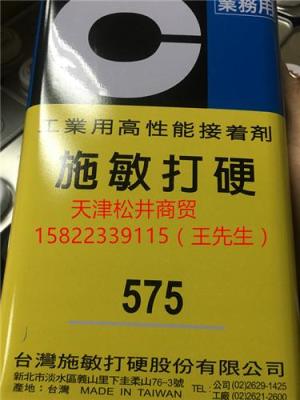 業務用
C
工業用高性能接着剤
施敏打硬
天津松井商贸
15822339115（王先生）
575
台灣施敏打硬股份有限公司
新北市淡水區義山里下圭柔山76-3號 TEL.:公司(02)2629-1425
產地:台灣 MADE IN TAIWAN 工廠(02)2621-2600